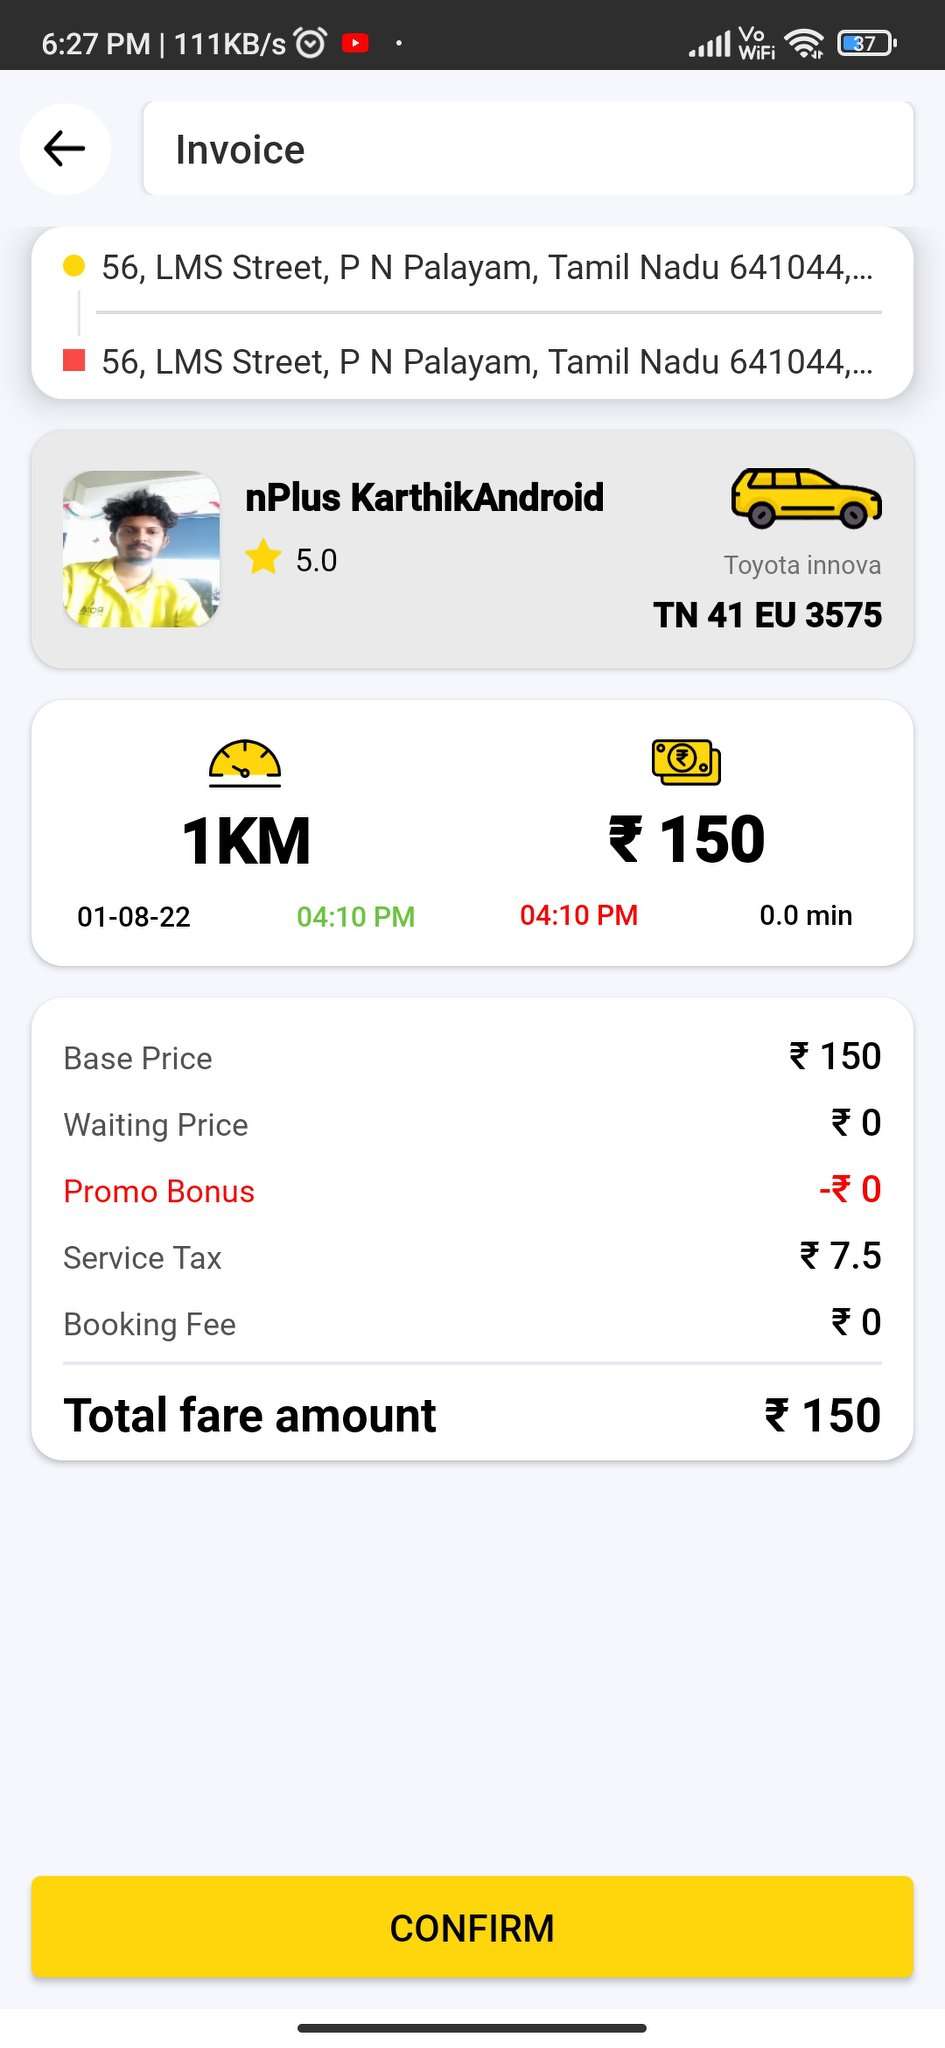 6:27 PM | 111KB/s
Vo
WiFi
37
Invoice
56, LMS Street, P N Palayam, Tamil Nadu 641044,...
56, LMS Street, P N Palayam, Tamil Nadu 641044,...
nPlus KarthikAndroid
5.0
Toyota innova
TN 41 EU 3575
1KM
₹ 150
01-08-22 04:10 PM 04:10 PM 0.0 min
Base Price ₹ 150
Waiting Price ₹ 0
Promo Bonus -₹ 0
Service Tax ₹ 7.5
Booking Fee ₹ 0
Total fare amount ₹ 150
CONFIRM